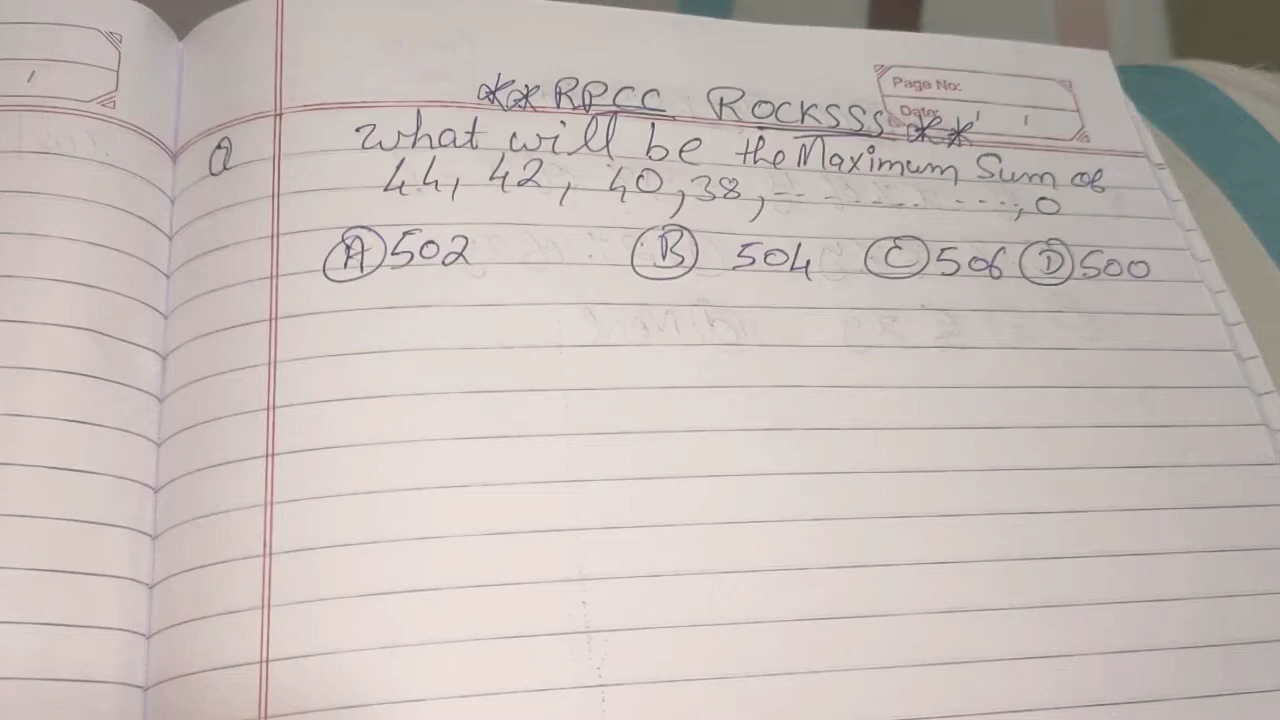 Page No:
Date:
** RPCC ROCKSSS **
Q What will be the Maximum Sum of
44, 42, 40, 38, -- -- ..... ...., 0
(A) 502 (B) 504 (C) 506 (D) 500